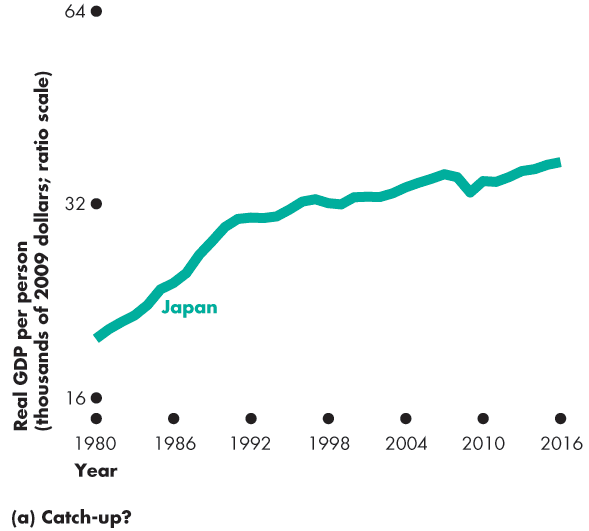 64
Real GDP per person
(thousands of 2009 dollars; ratio scale)
32
Japan
16
1980 1986 1992 1998 2004 2010 2016
Year
(a) Catch-up?